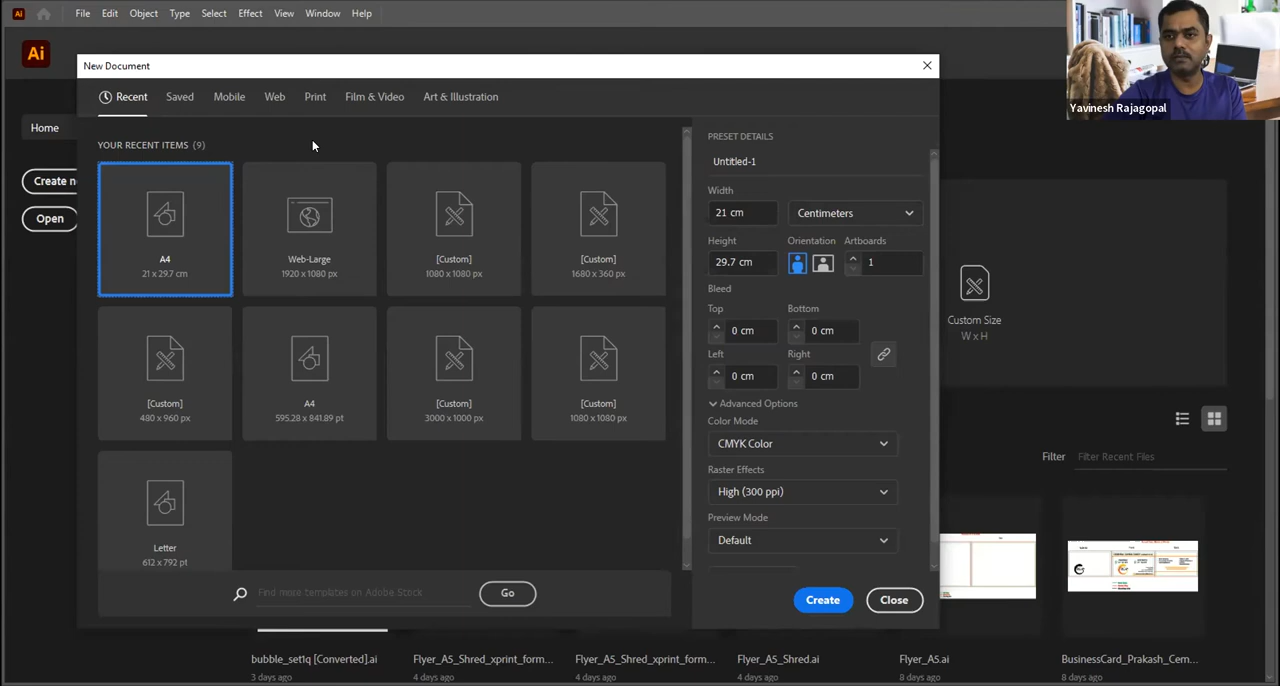 Ai
File Edit Object Type Select Effect View Window Help
Ai
New Document
Yavinesh Rajagopal
Recent Saved Mobile Web Print Film & Video Art & Illustration
Home
Create n
Open
YOUR RECENT ITEMS (9)
A4
21 x 29.7 cm
Web-Large
1920 x 1080 px
[Custom]
1080 x 1080 px
[Custom]
1680 x 360 px
[Custom]
480 x 960 px
A4
595.28 x 841.89 pt
[Custom]
3000 x 1000 px
[Custom]
1080 x 1080 px
Letter
612 x 792 pt
Find more templates on Adobe Stock
Go
PRESET DETAILS
Untitled-1
Width
21 cm Centimeters
Height Orientation Artboards
29.7 cm 1
Bleed
Top Bottom
0 cm 0 cm
Left Right
0 cm 0 cm
Advanced Options
Color Mode
CMYK Color
Raster Effects
High (300 ppi)
Preview Mode
Default
Create Close
Custom Size
W x H
Filter Filter Recent Files
bubble_set1q [Converted].ai
3 days ago
Flyer_A5_Shred_xprint_form...
4 days ago
Flyer_A5_Shred_xprint_form...
4 days ago
Flyer_A5_Shred.ai
4 days ago
Flyer_A5.ai
8 days ago
BusinessCard_Prakash_Cem...
8 days ago